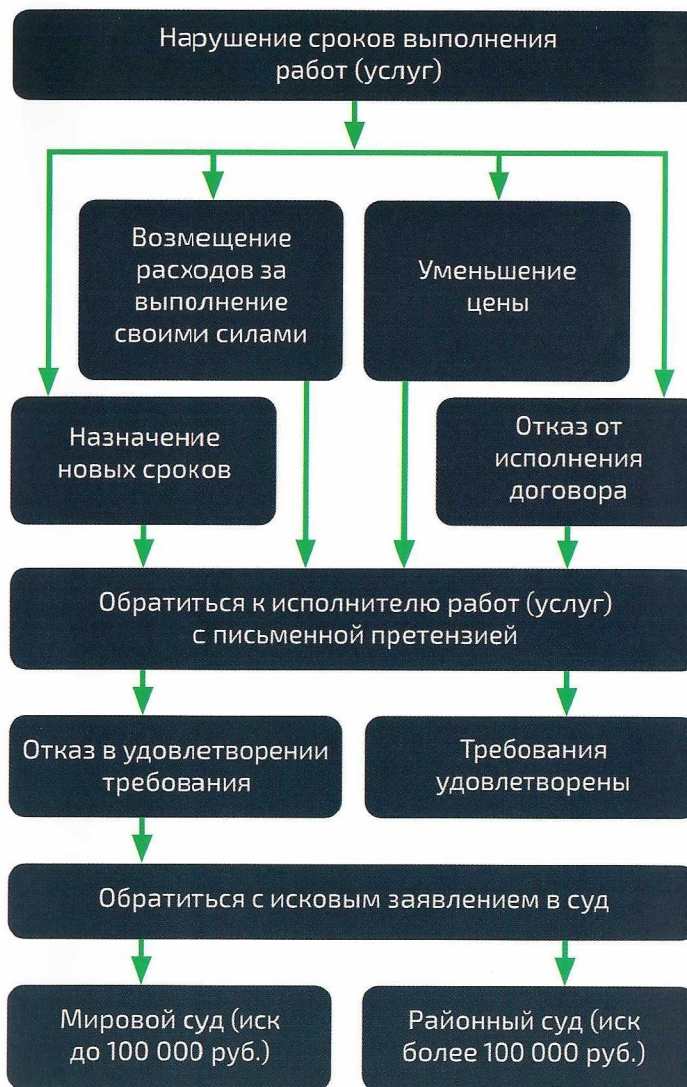 Нарушение сроков выполнения
работ (услуг)
Возмещение
расходов за
выполнение
своими силами
Уменьшение
цены
Назначение
новых сроков
Отказ от
исполнения
договора
Обратиться к исполнителю работ (услуг)
с письменной претензией
Отказ в удовлетворении
требования
Требования
удовлетворены
Обратиться с исковым заявлением в суд
Мировой суд (иск
до 100 000 руб.)
Районный суд (иск
более 100 000 руб.)